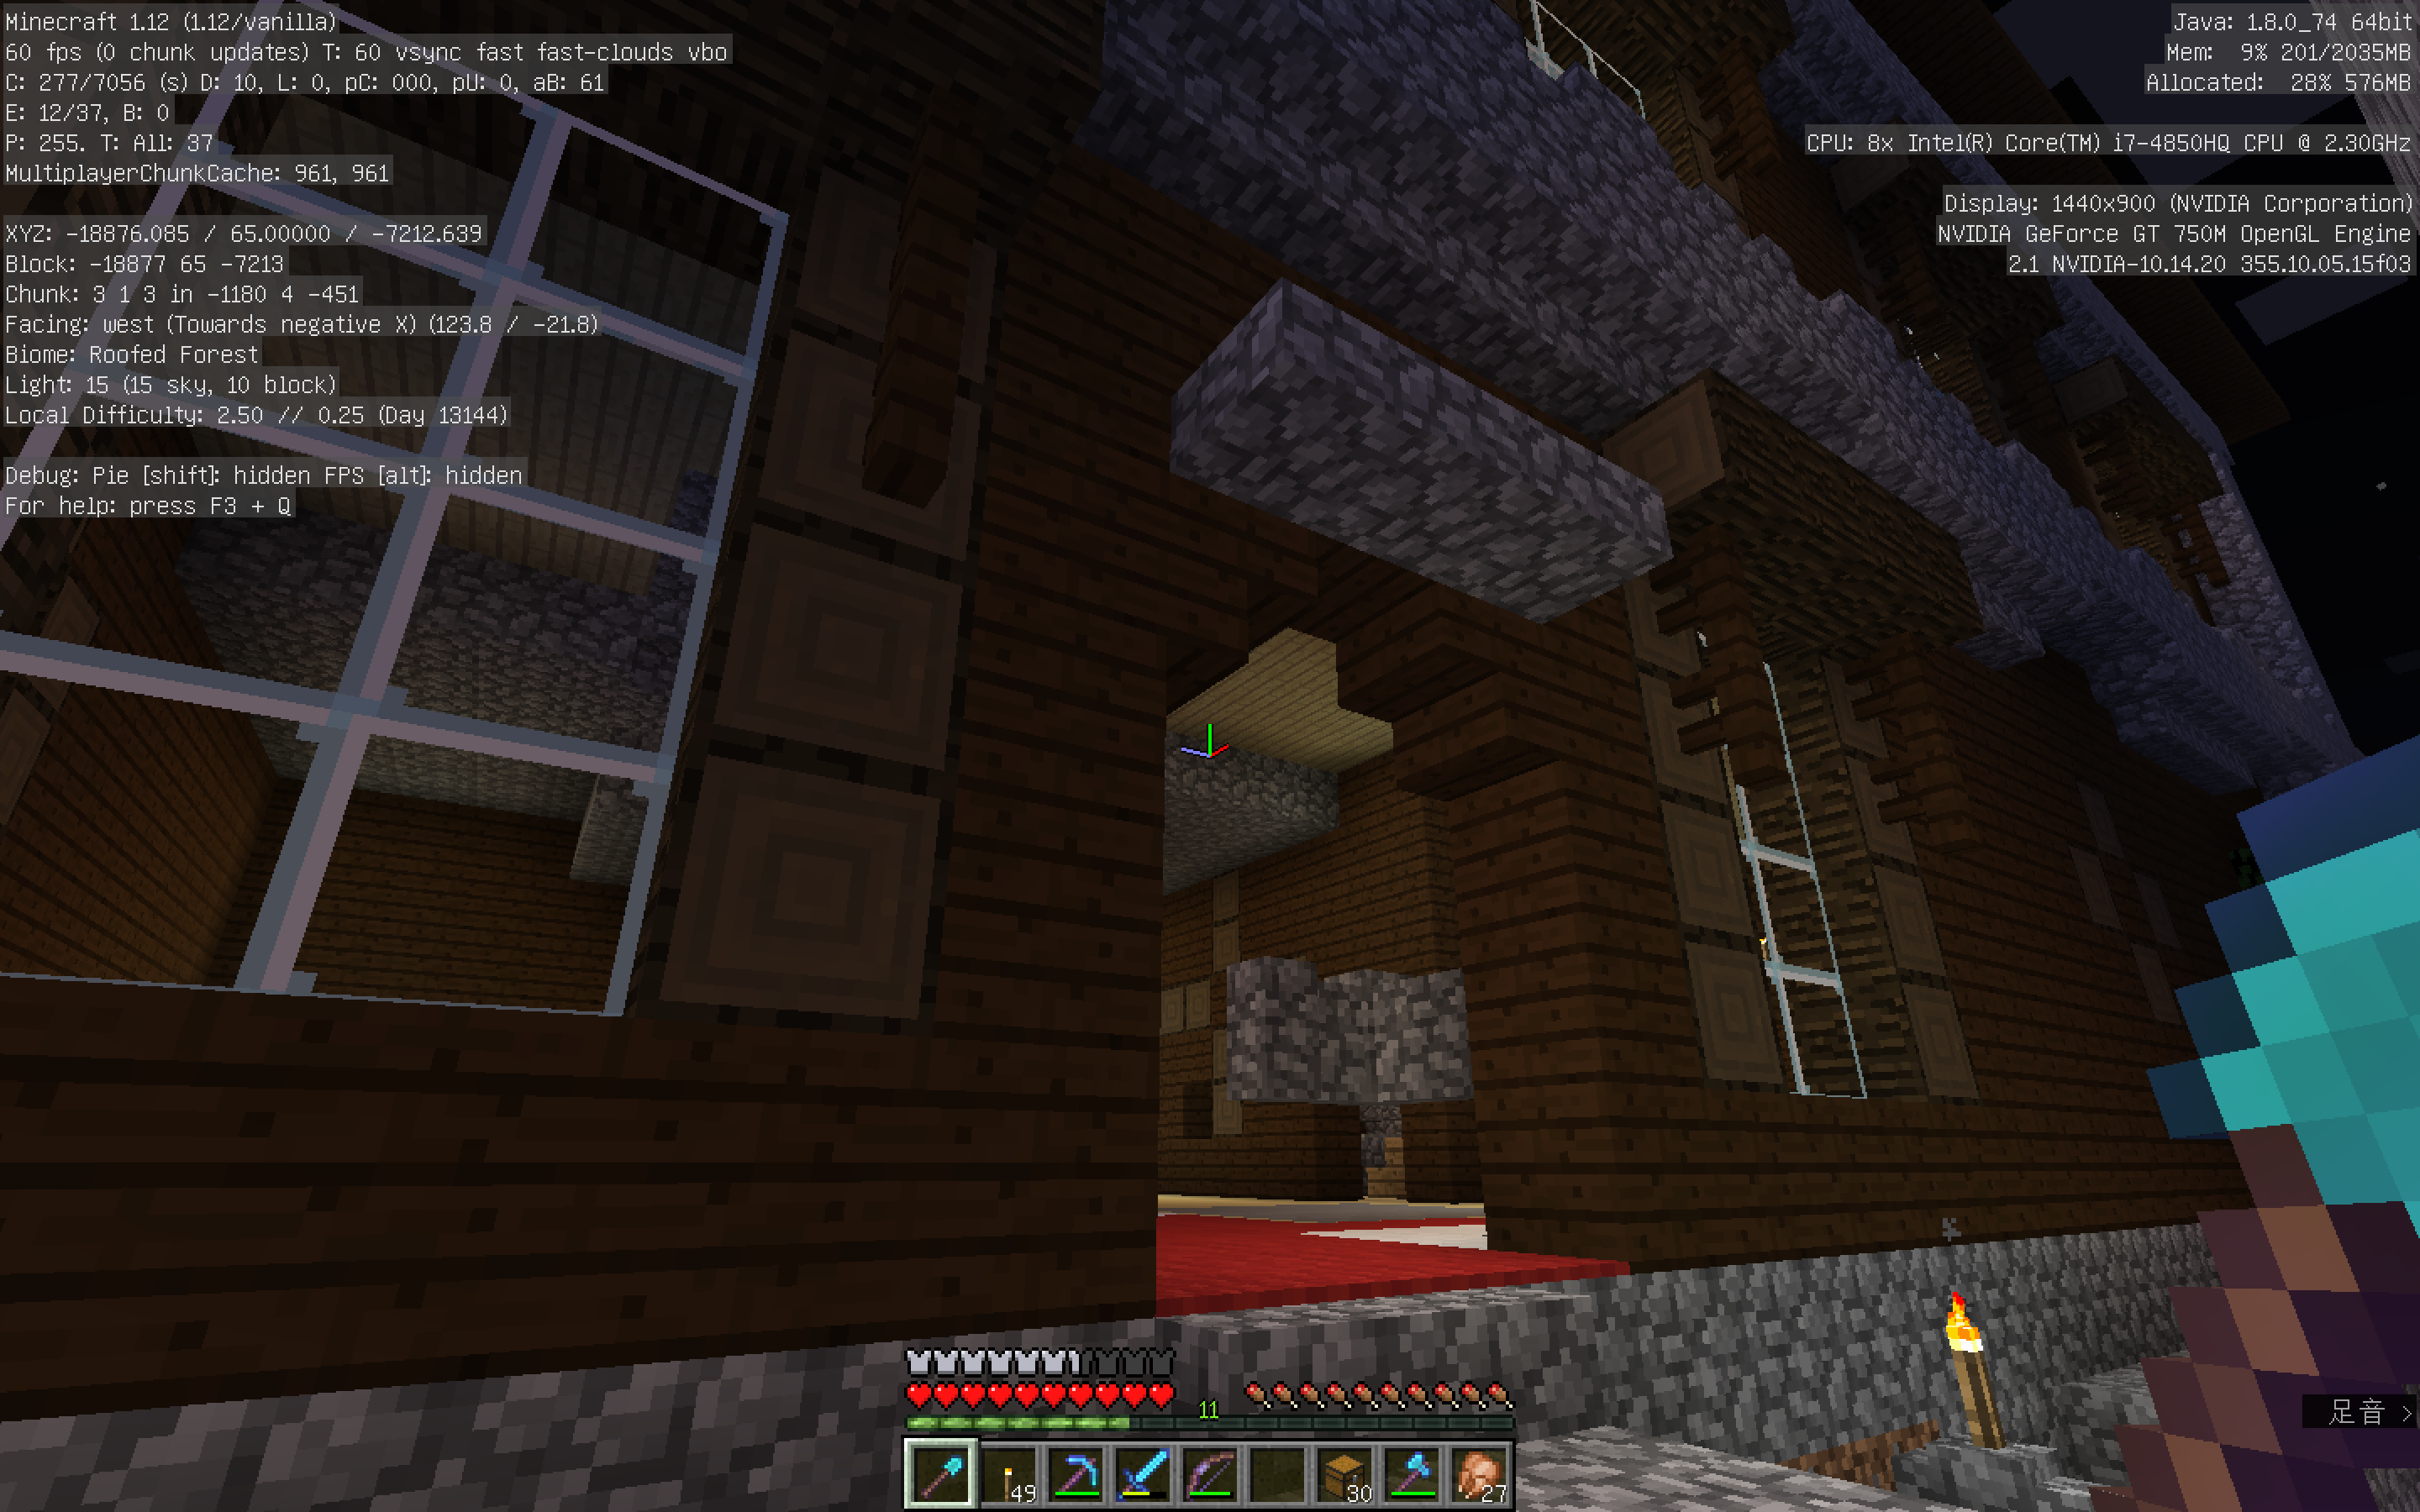 Minecraft 1.12 (1.12/vanilla)
60 fps (0 chunk updates) T: 60 vsync fast fast-clouds vbo
C: 277/7056 (s) D: 10, L: 0, pC: 000, pU: 0, aB: 61
E: 12/37, B: 0
P: 255. T: All: 37
MultiplayerChunkCache: 961, 961
XYZ: -18876.085 / 65.00000 / -7212.639
Block: -18877 65 -7213
Chunk: 3 1 3 in -1180 4 -451
Facing: west (Towards negative X) (123.8 / -21.8)
Biome: Roofed Forest
Light: 15 (15 sky, 10 block)
Local Difficulty: 2.50 // 0.25 (Day 13144)
Debug: Pie [shift]: hidden FPS [alt]: hidden
For help: press F3 + Q
Java: 1.8.0_74 64bit
Mem: 9% 201/2035MB
Allocated: 28% 576MB
CPU: 8x Intel(R) Core(TM) i7-4850HQ CPU @ 2.30GHz
Display: 1440x900 (NVIDIA Corporation)
NVIDIA GeForce GT 750M OpenGL Engine
2.1 NVIDIA-10.14.20 355.10.05.15f03
足音 >
11
49 30 27